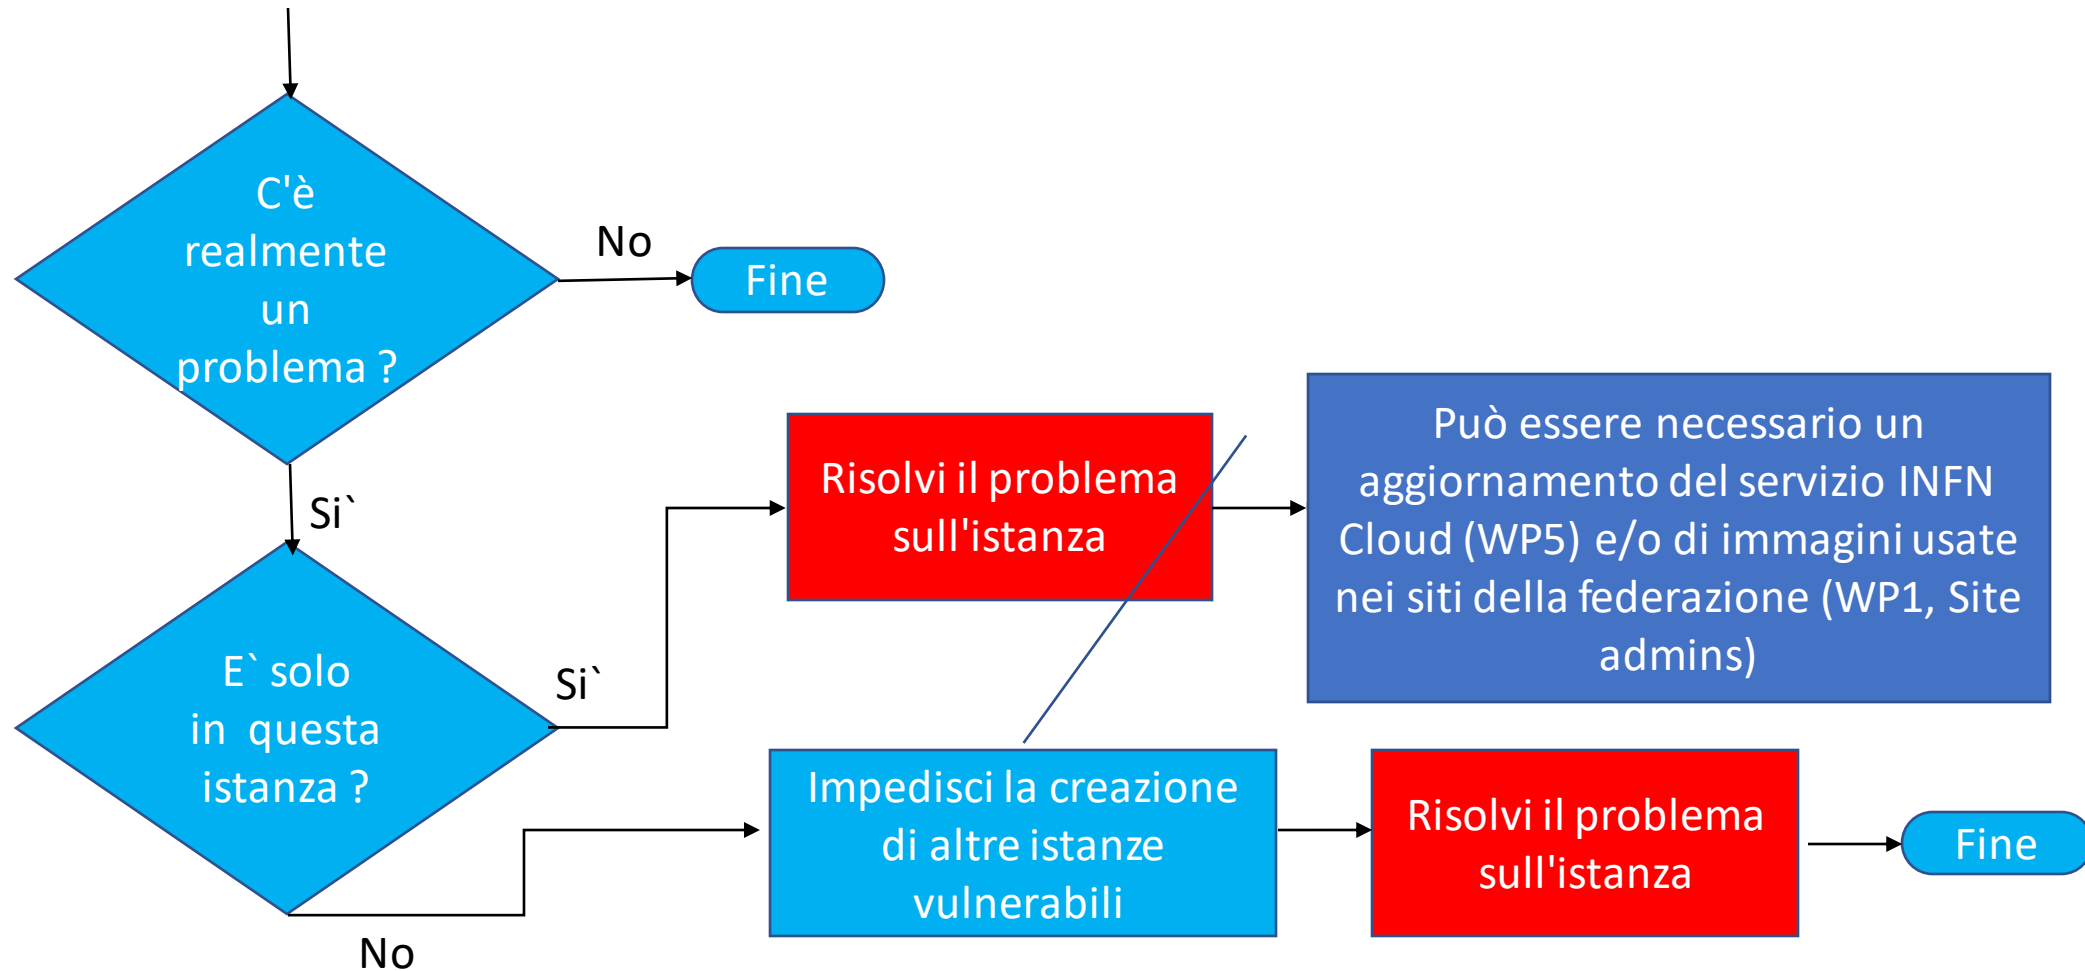 C'è
realmente
un
problema ?
No
Fine
Si`
E` solo
in questa
istanza ?
Si`
Risolvi il problema
sull'istanza
Può essere necessario un
aggiornamento del servizio INFN
Cloud (WP5) e/o di immagini usate
nei siti della federazione (WP1, Site
admins)
No
Impedisci la creazione
di altre istanze
vulnerabili
Risolvi il problema
sull'istanza
Fine